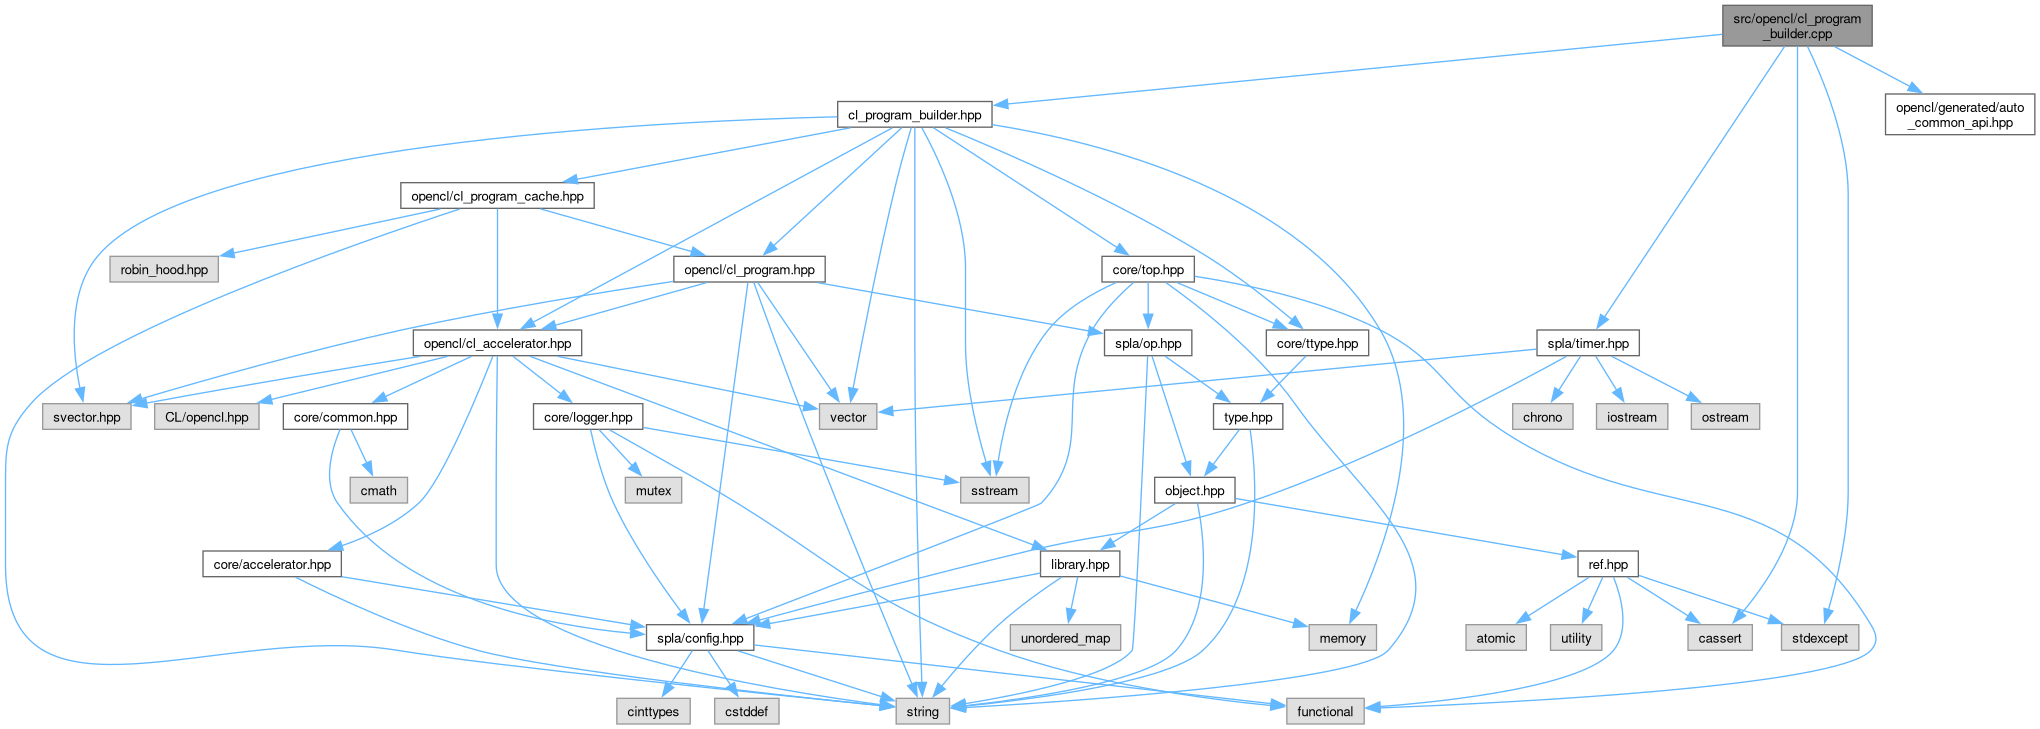 src/opencl/cl_program
_builder.cpp
cl_program_builder.hpp
opencl/generated/auto
_common_api.hpp
opencl/cl_program_cache.hpp
robin_hood.hpp
opencl/cl_program.hpp
core/top.hpp
opencl/cl_accelerator.hpp
spla/op.hpp
core/ttype.hpp
spla/timer.hpp
svector.hpp
CL/opencl.hpp
core/common.hpp
core/logger.hpp
vector
type.hpp
chrono
iostream
ostream
cmath
mutex
sstream
object.hpp
core/accelerator.hpp
library.hpp
ref.hpp
spla/config.hpp
unordered_map
memory
atomic
utility
cassert
stdexcept
cinttypes
cstddef
string
functional